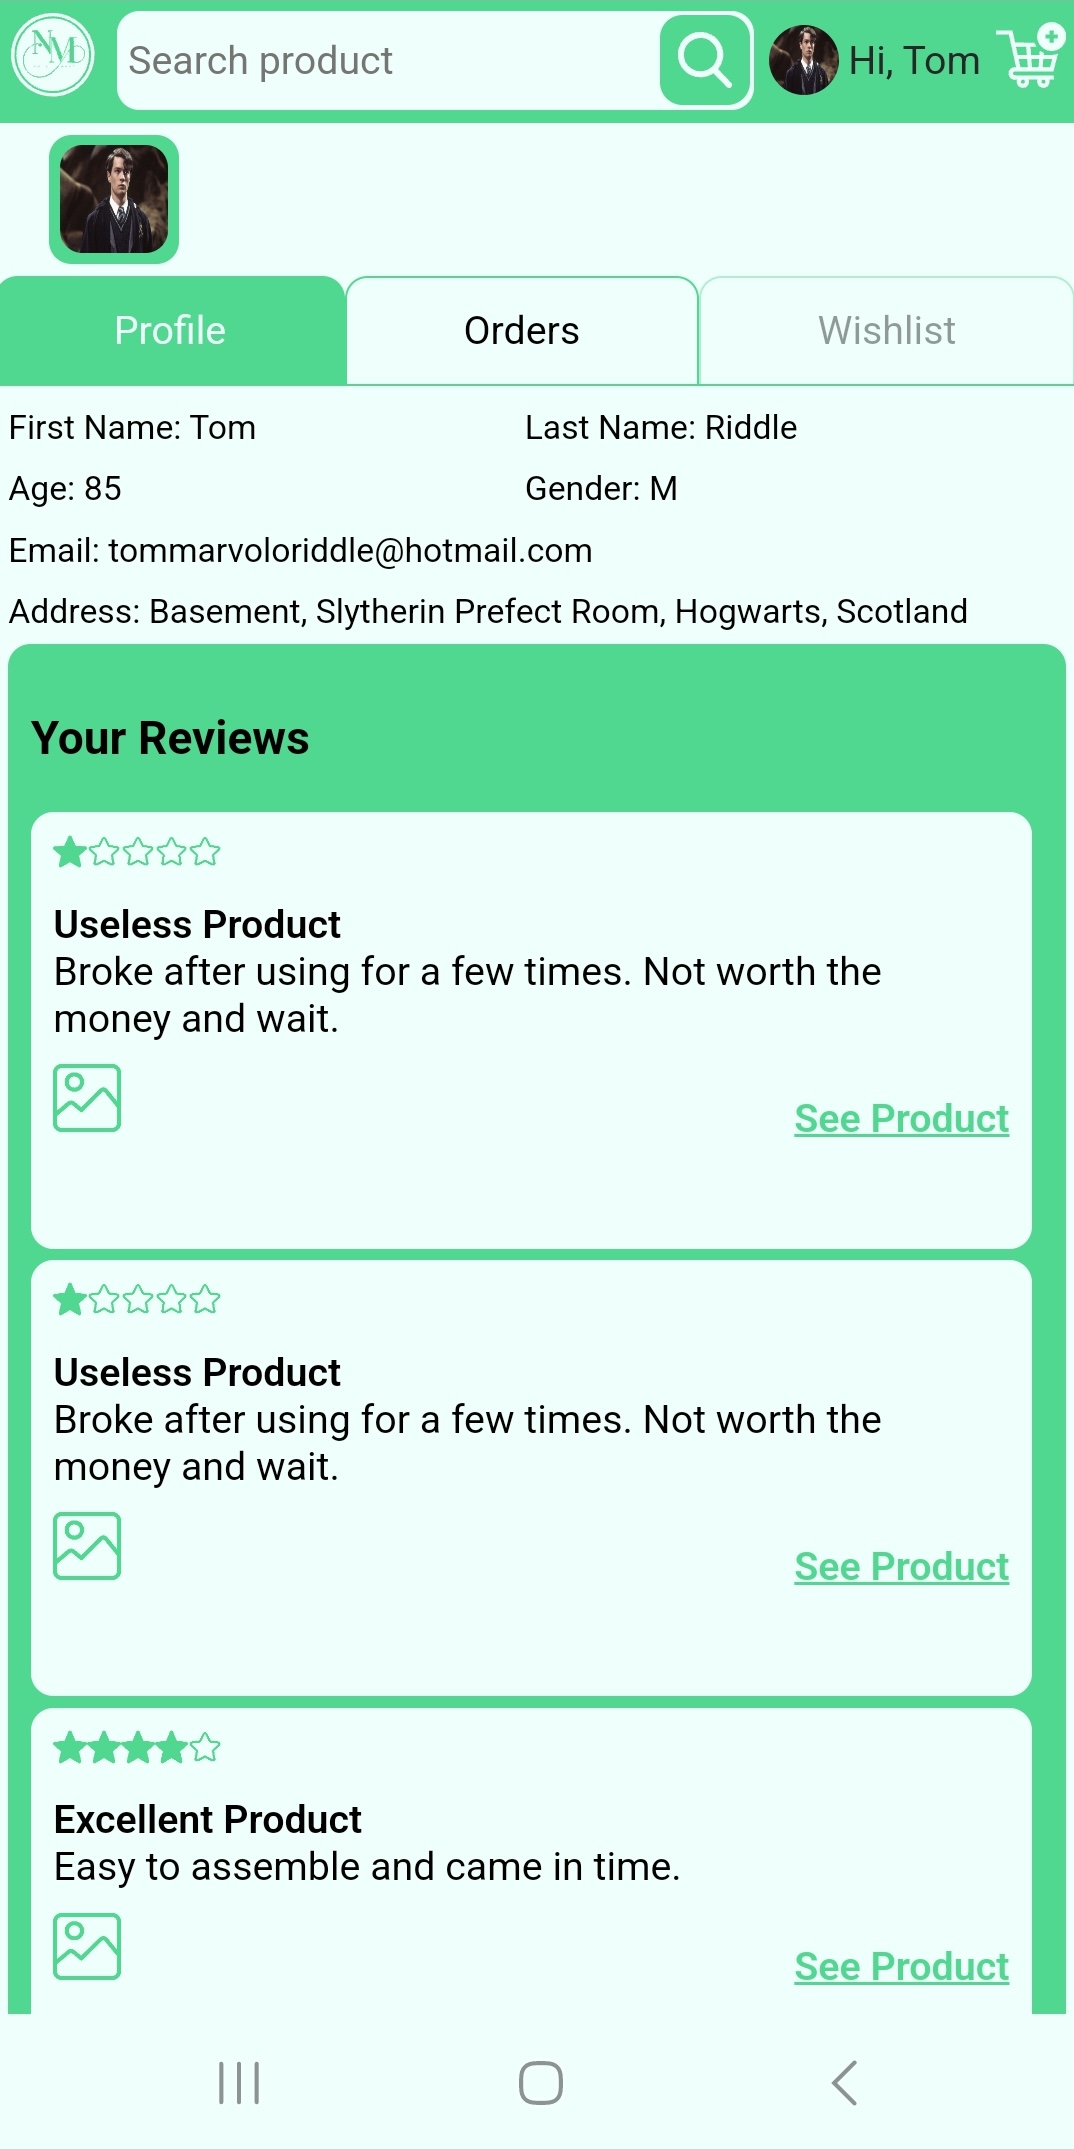 NM
Search product
Hi, Tom
Profile
Orders
Wishlist
First Name: Tom
Last Name: Riddle
Age: 85
Gender: M
Email: tommarvoloriddle@hotmail.com
Address: Basement, Slytherin Prefect Room, Hogwarts, Scotland
Your Reviews
Useless Product
Broke after using for a few times. Not worth the
money and wait.
See Product
Useless Product
Broke after using for a few times. Not worth the
money and wait.
See Product
Excellent Product
Easy to assemble and came in time.
See Product